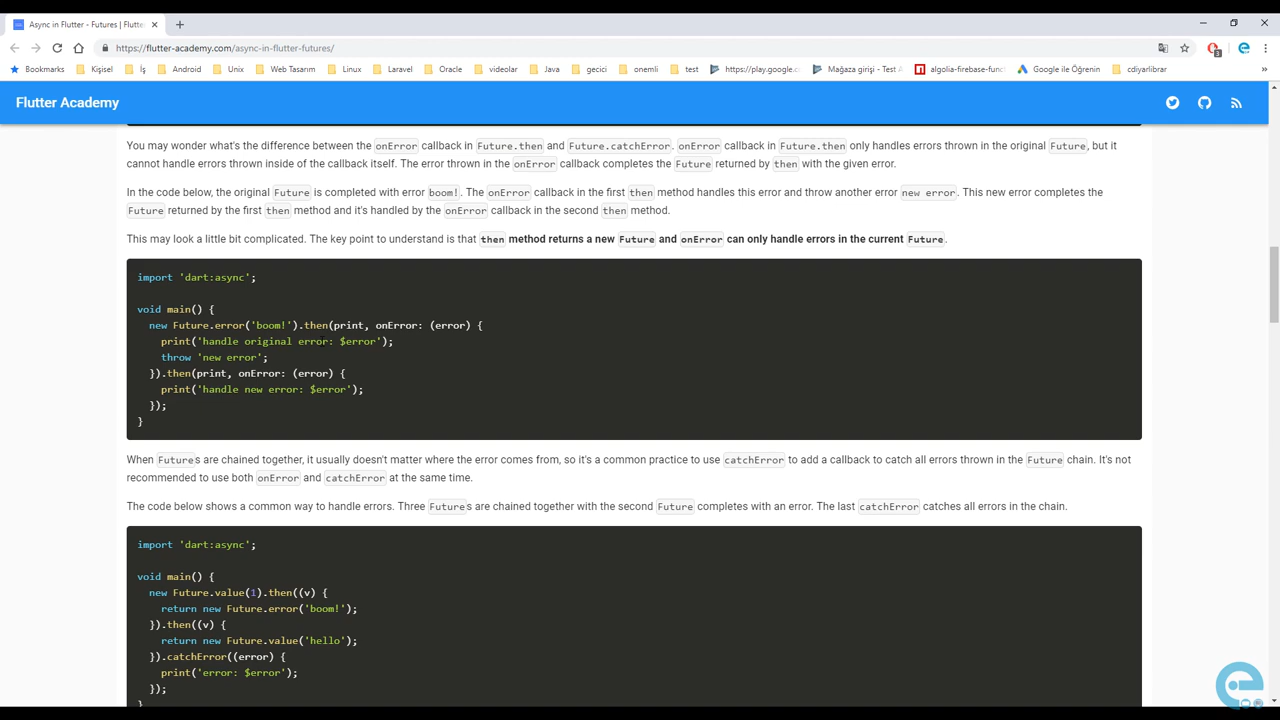 Async in Flutter - Futures | Flutte
https://flutter-academy.com/async-in-flutter-futures/
2
Bookmarks Kişisel İş Android Unix Web Tasarım Linux Laravel Oracle videolar Java gecici onemli test https://play.google.c Mağaza girişi - Test A algolia-firebase-func Google ile Öğrenin cdiyarlibrar »
Flutter Academy
You may wonder what's the difference between the onError callback in Future.then and Future.catchError. onError callback in Future.then only handles errors thrown in the original Future, but it
cannot handle errors thrown inside of the callback itself. The error thrown in the onError callback completes the Future returned by then with the given error.
In the code below, the original Future is completed with error boom!. The onError callback in the first then method handles this error and throw another error new error. This new error completes the
Future returned by the first then method and it's handled by the onError callback in the second then method.
This may look a little bit complicated. The key point to understand is that then method returns a new Future and onError can only handle errors in the current Future.
import 'dart:async';
void main() {
new Future.error('boom!').then(print, onError: (error) {
print('handle original error: $error');
throw 'new error';
}).then(print, onError: (error) {
print('handle new error: $error');
});
}
When Futures are chained together, it usually doesn't matter where the error comes from, so it's a common practice to use catchError to add a callback to catch all errors thrown in the Future chain. It's not
recommended to use both onError and catchError at the same time.
The code below shows a common way to handle errors. Three Futures are chained together with the second Future completes with an error. The last catchError catches all errors in the chain.
import 'dart:async';
void main() {
new Future.value(1).then((v) {
return new Future.error('boom!');
}).then((v) {
return new Future.value('hello');
}).catchError((error) {
print('error: $error');
});
}